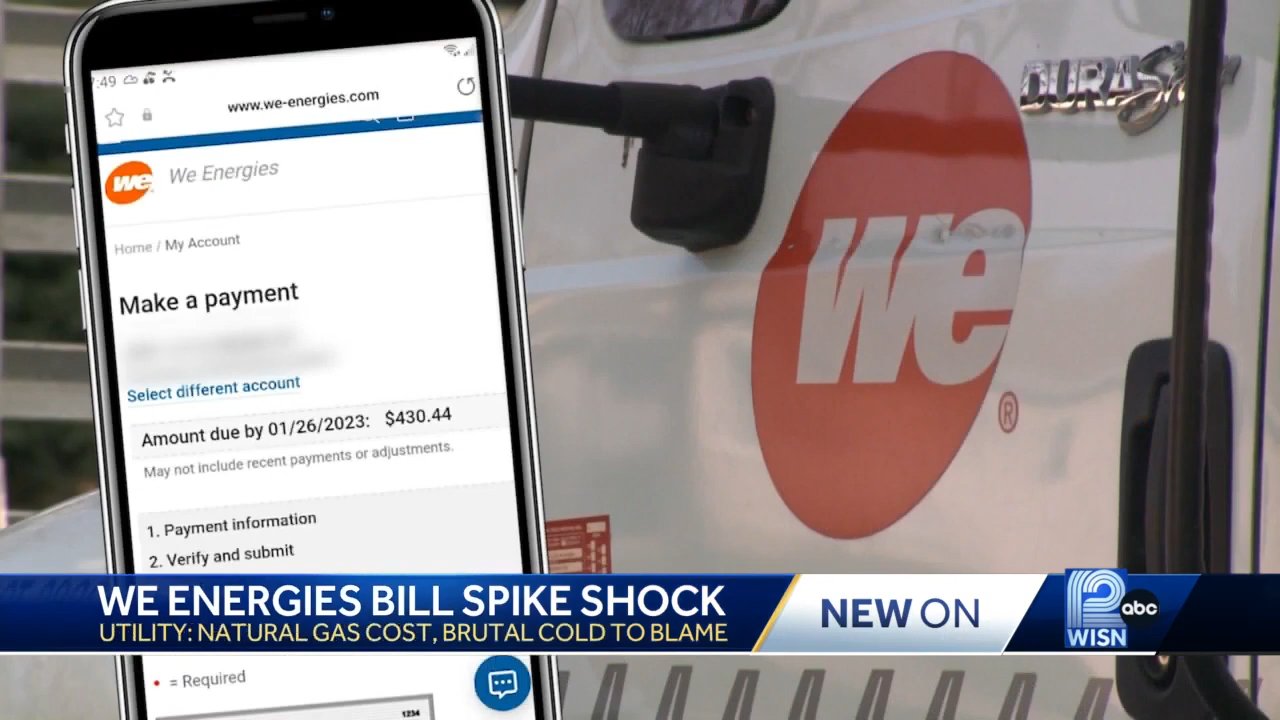 :49
www.we-energies.com
we
We Energies
Home / My Account
Make a payment
Select different account
Amount due by 01/26/2023: $430.44
May not include recent payments or adjustments.
1. Payment information
2. Verify and submit
• = Required
1234
DURASTAR
we
®
WE ENERGIES BILL SPIKE SHOCK
UTILITY: NATURAL GAS COST, BRUTAL COLD TO BLAME
NEW ON
12
abc
WISN